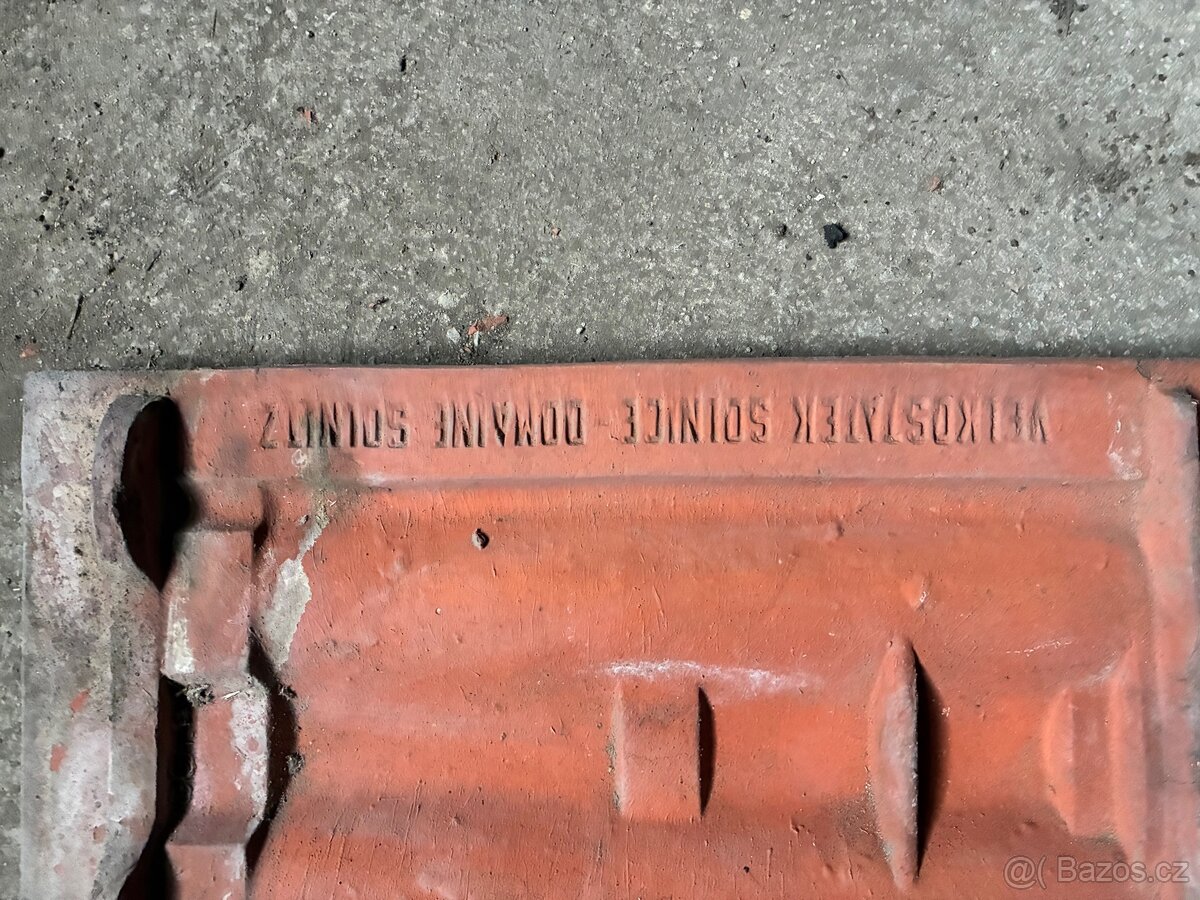 VELKOSTATEK SOLNICE - DOMAINE SOLNITZ
@( Bazos.cz